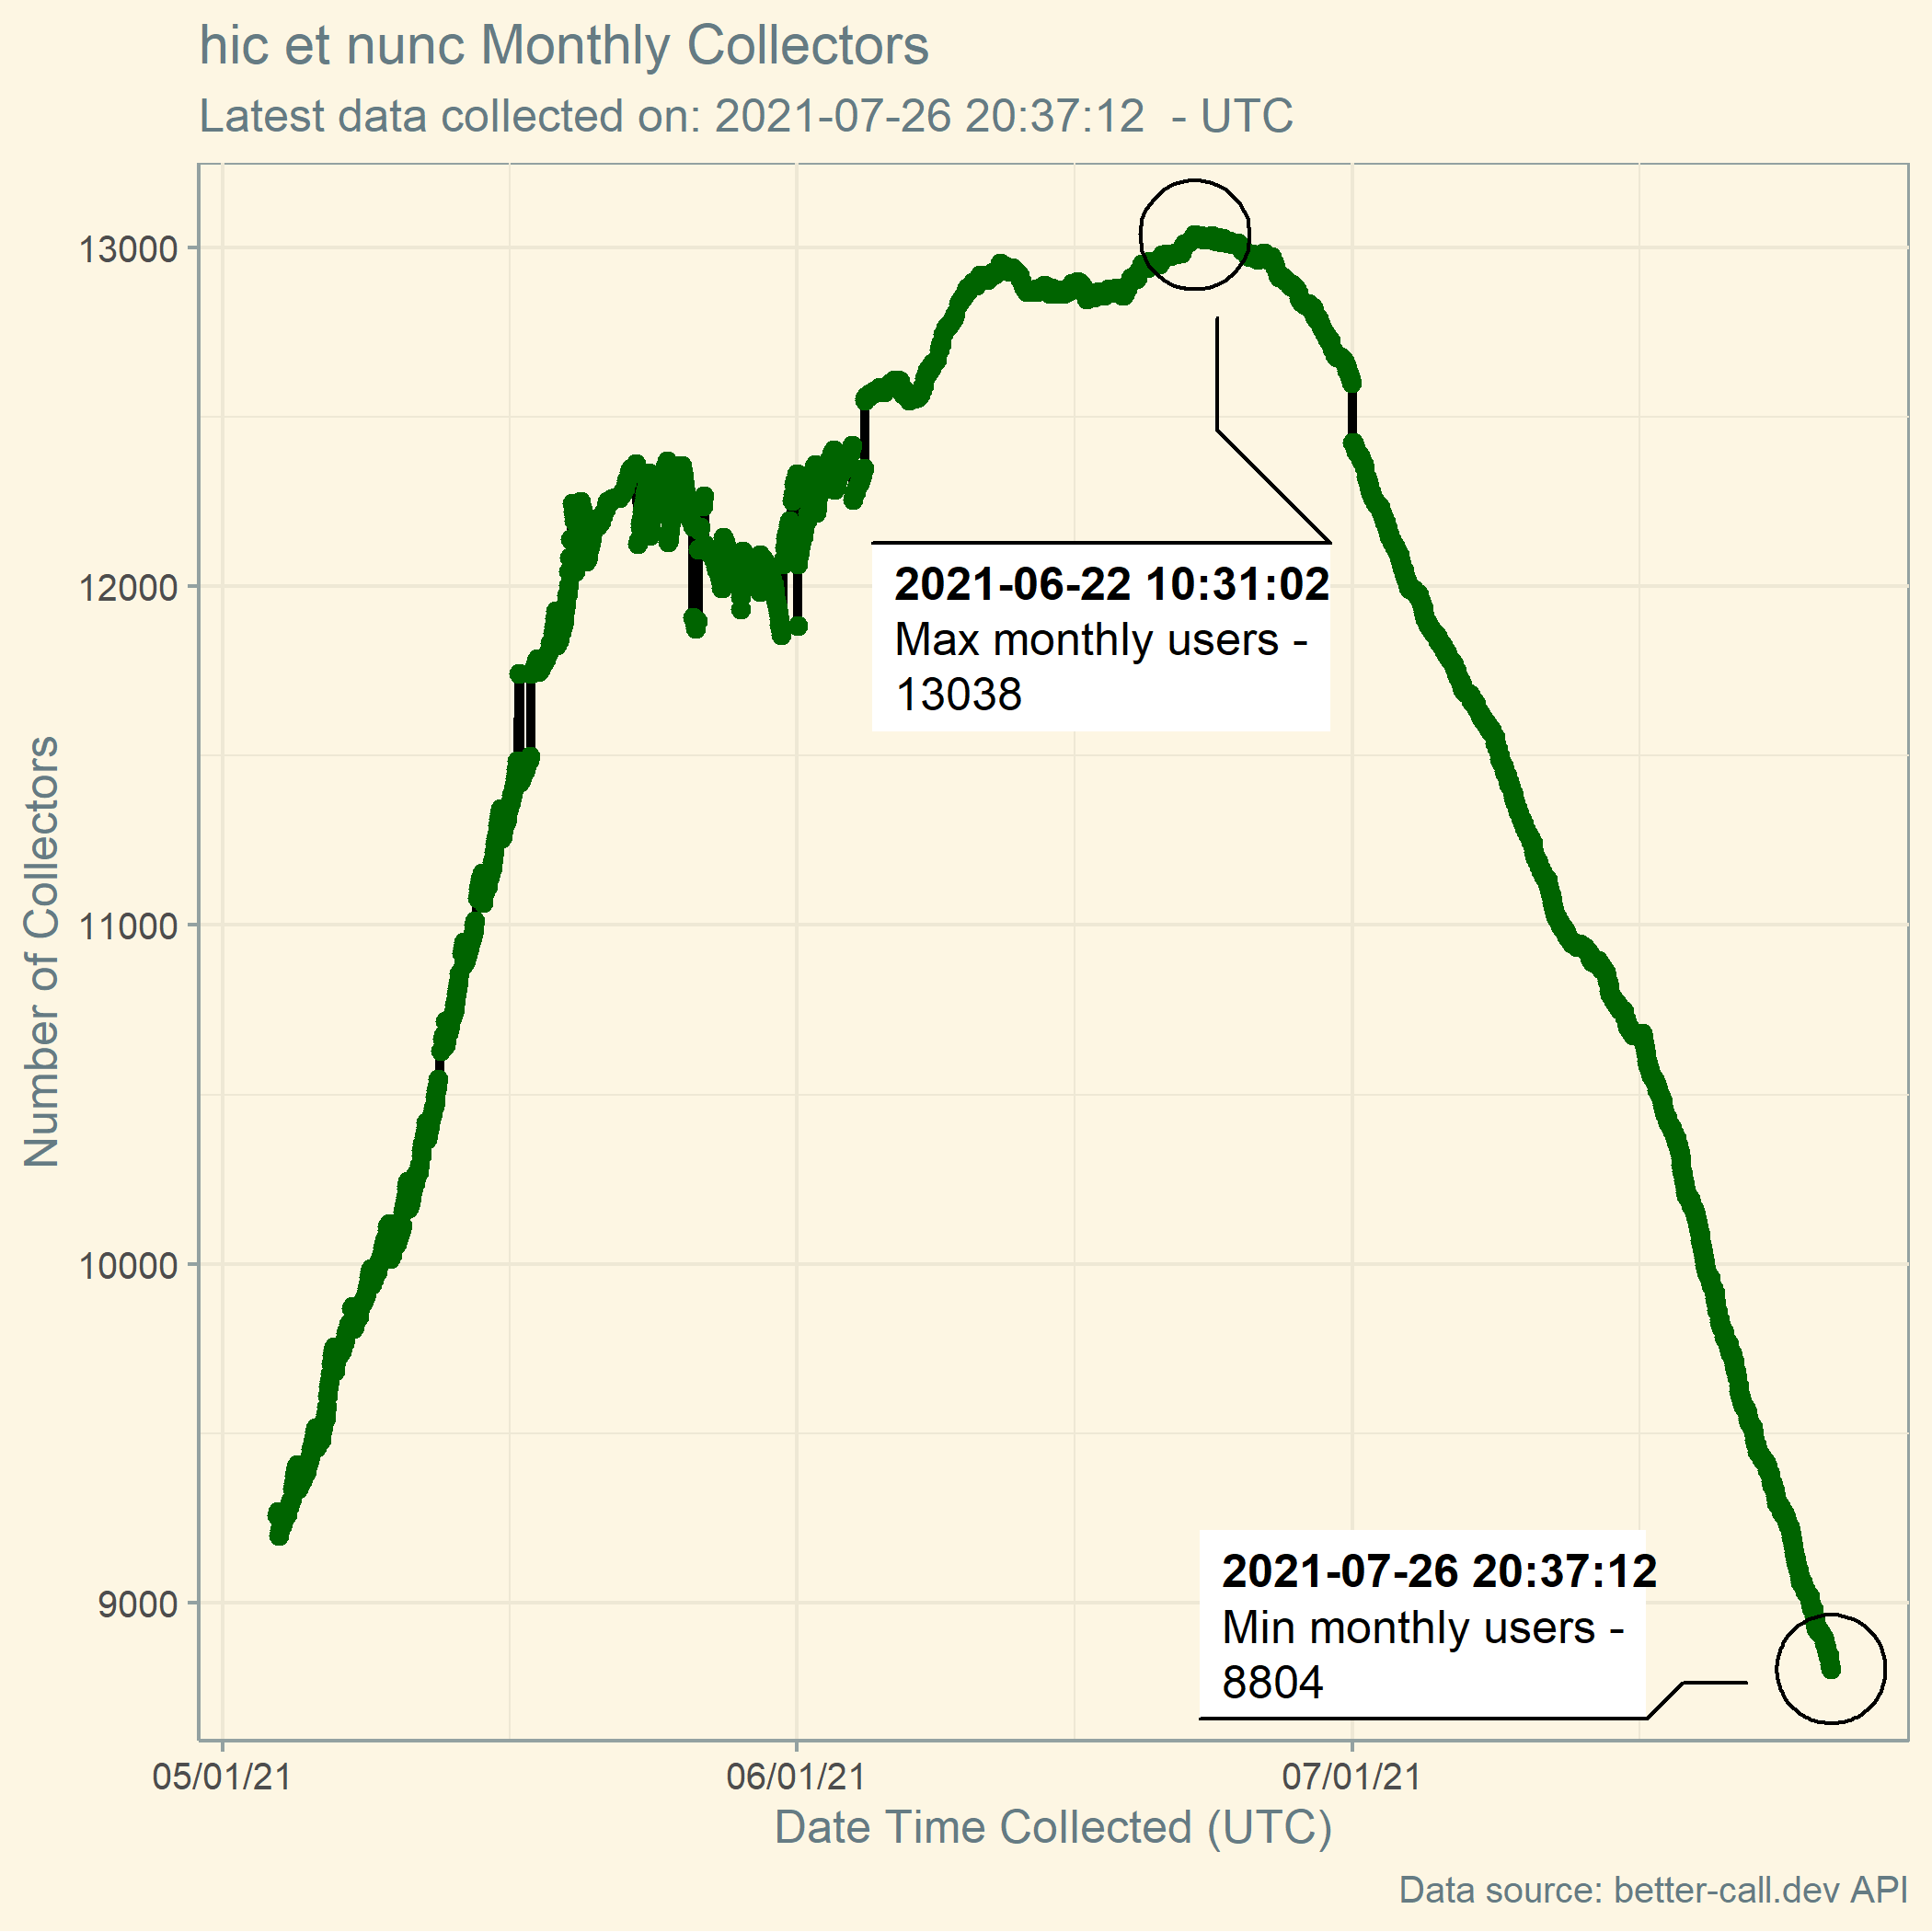 hic et nunc Monthly Collectors
Latest data collected on: 2021-07-26 20:37:12  - UTC
Number of Collectors
13000
12000
11000
10000
9000
2021-06-22 10:31:02
Max monthly users -
13038
2021-07-26 20:37:12
Min monthly users -
8804
05/01/21
06/01/21
07/01/21
Date Time Collected (UTC)
Data source: better-call.dev API